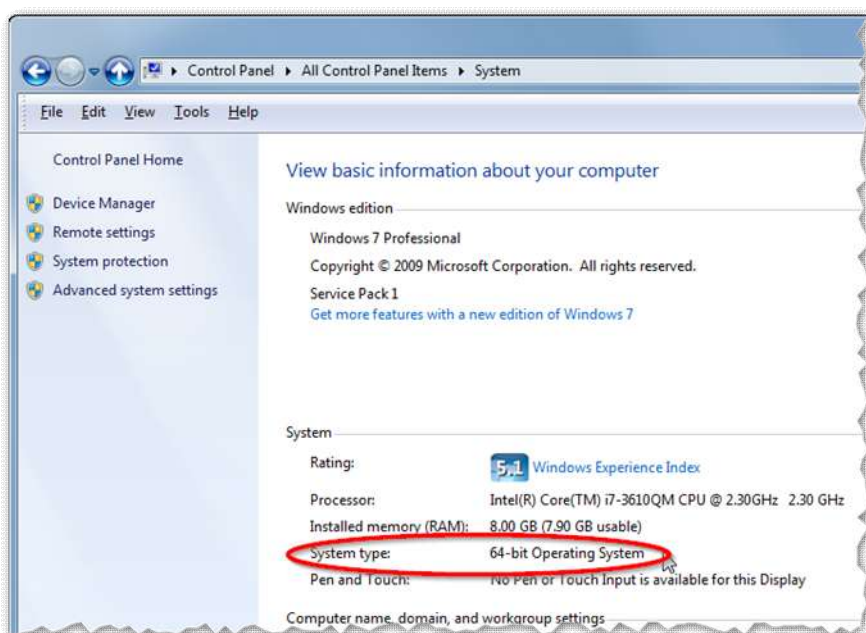 Control Panel ▸ All Control Panel Items ▸ System
File Edit View Tools Help
Control Panel Home
Device Manager
Remote settings
System protection
Advanced system settings
View basic information about your computer
Windows edition
Windows 7 Professional
Copyright © 2009 Microsoft Corporation. All rights reserved.
Service Pack 1
Get more features with a new edition of Windows 7
System
Rating: 5.1 Windows Experience Index
Processor: Intel(R) Core(TM) i7-3610QM CPU @ 2.30GHz 2.30 GHz
Installed memory (RAM): 8.00 GB (7.90 GB usable)
System type: 64-bit Operating System
Pen and Touch: No Pen or Touch Input is available for this Display
Computer name, domain, and workgroup settings